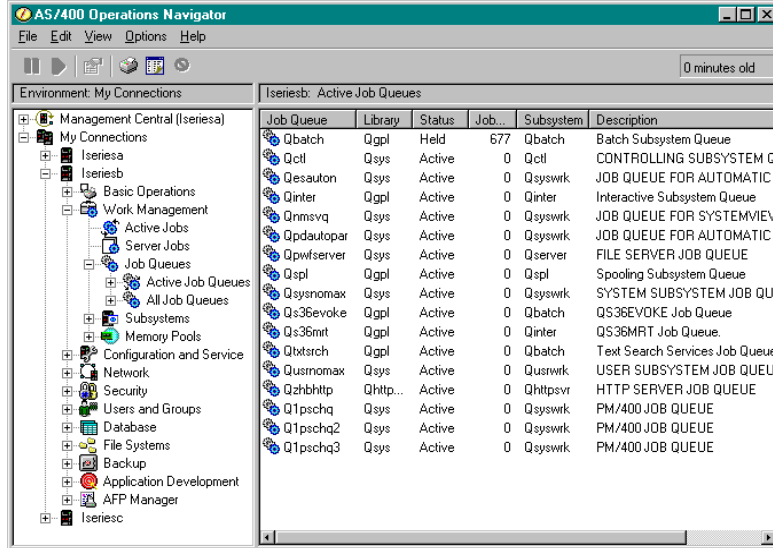 AS/400 Operations Navigator
File Edit View Options Help
0 minutes old
Environment: My Connections
Iseriesb: Active Job Queues
Management Central (Iseriesa)
My Connections
Iseriesa
Iseriesb
Basic Operations
Work Management
Active Jobs
Server Jobs
Job Queues
Active Job Queues
All Job Queues
Subsystems
Memory Pools
Configuration and Service
Network
Security
Users and Groups
Database
File Systems
Backup
Application Development
AFP Manager
Iseriesc
Job Queue Library Status Job... Subsystem Description
Qbatch Qgpl Held 677 Qbatch Batch Subsystem Queue
Qctl Qsys Active 0 Qctl CONTROLLING SUBSYSTEM Q
Qesauton Qsys Active 0 Qsyswrk JOB QUEUE FOR AUTOMATIC
Qinter Qgpl Active 0 Qinter Interactive Subsystem Queue
Qnmsvq Qsys Active 0 Qsyswrk JOB QUEUE FOR SYSTEMVIEV
Qpdautopar Qsys Active 0 Qsyswrk JOB QUEUE FOR AUTOMATIC
Qpwfserver Qsys Active 0 Qserver FILE SERVER JOB QUEUE
Qspl Qgpl Active 0 Qspl Spooling Subsystem Queue
Qsysnomax Qsys Active 0 Qsyswrk SYSTEM SUBSYSTEM JOB QU
Qs36evoke Qgpl Active 0 Qbatch QS36EVOKE Job Queue
Qs36mrt Qgpl Active 0 Qinter QS36MRT Job Queue.
Qtxtsrch Qgpl Active 0 Qbatch Text Search Services Job Queue
Qusrnomax Qsys Active 0 Qusrwrk USER SUBSYSTEM JOB QUEU
Qzhbhttp Qhttp... Active 0 Qhttpsvr HTTP SERVER JOB QUEUE
Q1pschq Qsys Active 0 Qsyswrk PM/400 JOB QUEUE
Q1pschq2 Qsys Active 0 Qsyswrk PM/400 JOB QUEUE
Q1pschq3 Qsys Active 0 Qsyswrk PM/400 JOB QUEUE